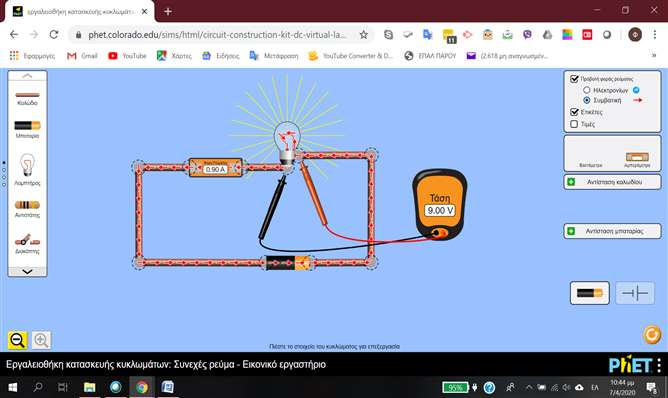 εργαλειοθήκη κατασκευής κυκλωμάτ
phet.colorado.edu/sims/html/circuit-construction-kit-dc-virtual-la...
11
Φ
Εφαρμογές
Gmail
YouTube
Χάρτες
Ειδήσεις
Μετάφραση
YouTube Converter & D...
ΕΠΑΛ ΠΑΡΟΥ
(2.618 μη αναγνωσμέν...
Καλώδιο
Μπαταρία
Λαμπτήρας
Αντιστάτης
Διακόπτης
0.90 A
Τάση
9.00 V
Προβολή φοράς ρεύματος
Ηλεκτρονίων
Συμβατική
Ετικέτες
Τιμές
Βολτόμετρο
Αμπερόμετρο
Αντίσταση καλωδίου
Αντίσταση μπαταρίας
Πιέστε το στοιχείο του κυκλώματος για επεξεργασία
Εργαλειοθήκη κατασκευής κυκλωμάτων: Συνεχές ρεύμα - Εικονικό εργαστήριο
PhET
95%
ΕΛ
10:44 μμ
7/4/2020
8